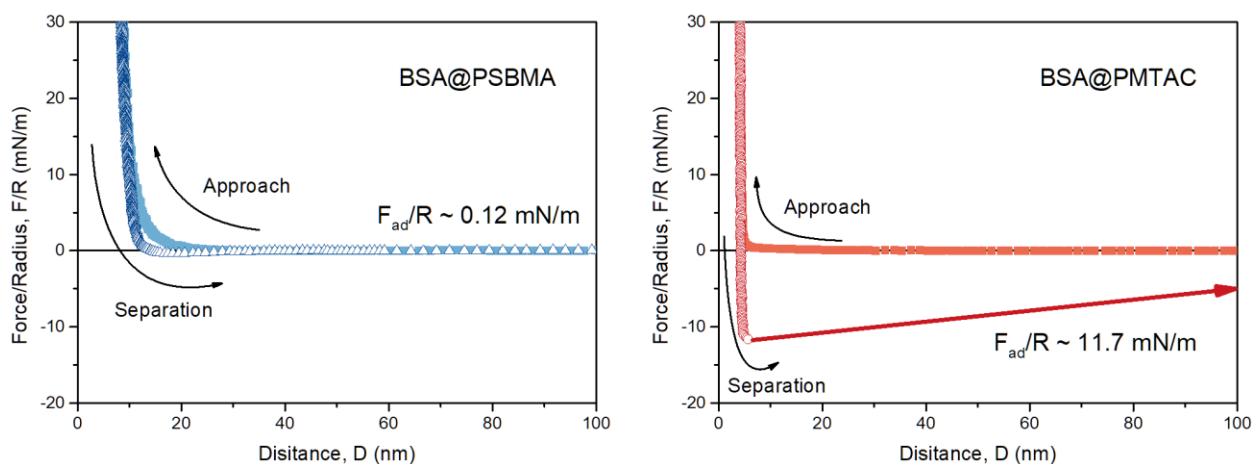 30
20
10
0
-10
-20
Force/Radius, F/R (mN/m)
BSA@PSBMA
Approach
F_ad/R ~ 0.12 mN/m
Separation
0 20 40 60 80 100
Disitance, D (nm)
30
20
10
0
-10
-20
Force/Radius, F/R (mN/m)
BSA@PMTAC
Approach
F_ad/R ~ 11.7 mN/m
Separation
0 20 40 60 80 100
Disitance, D (nm)